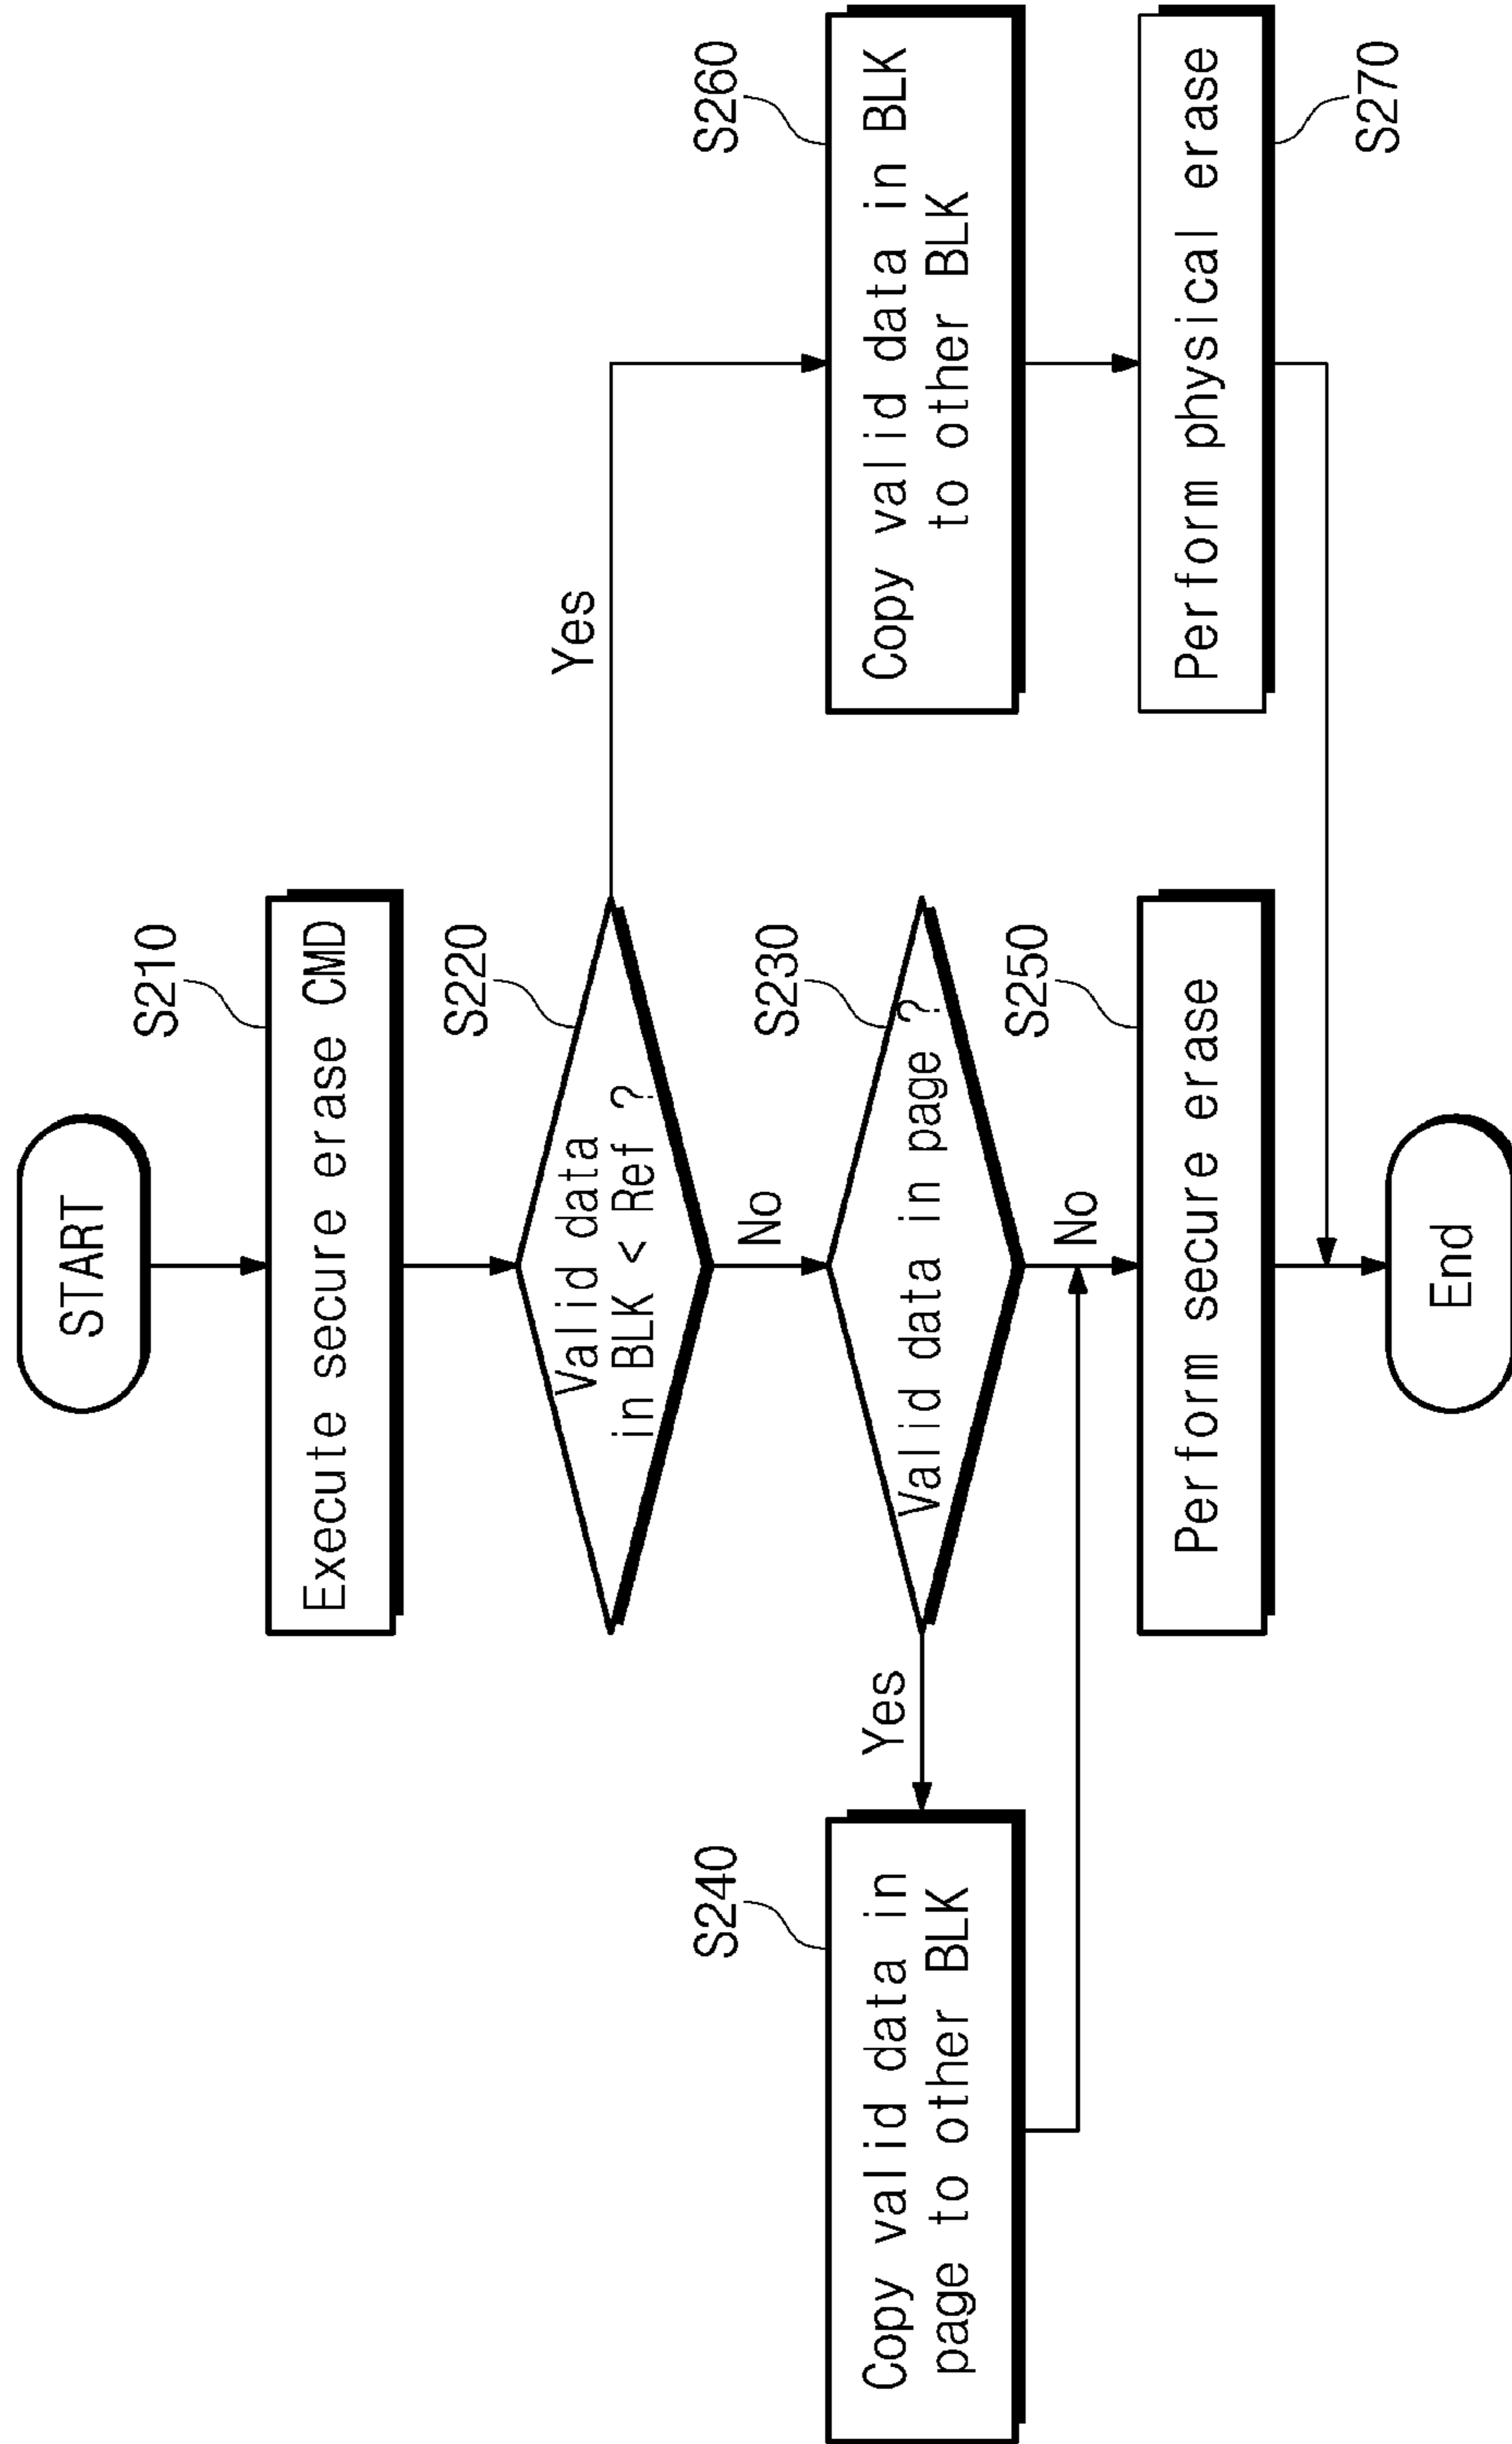 START
S210
Execute secure erase CMD
S220
Valid data
in BLK < Ref ?
Yes
No
S230
Valid data in page ?
Yes
No
S240
Copy valid data in
page to other BLK
S250
Perform secure erase
S260
Copy valid data in BLK
to other BLK
Perform physical erase
S270
End